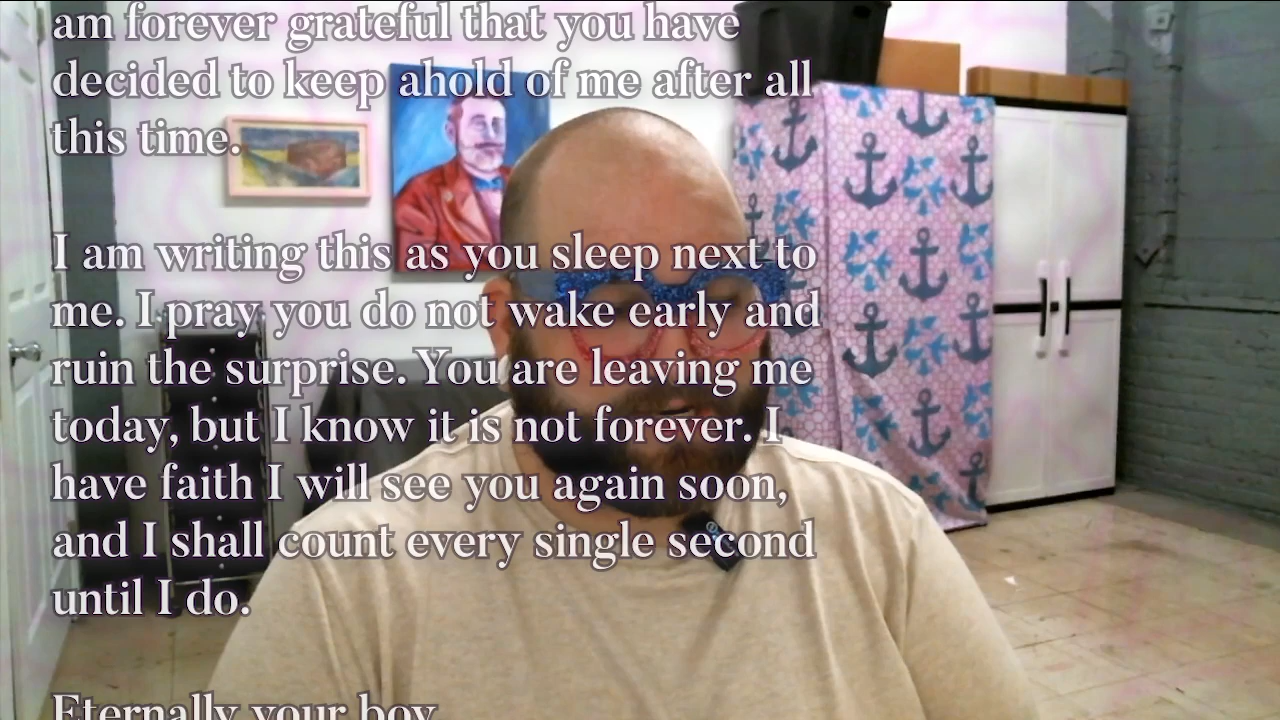 am forever grateful that you have
decided to keep ahold of me after all
this time.
I am writing this as you sleep next to
me. I pray you do not wake early and
ruin the surprise. You are leaving me
today, but I know it is not forever. I
have faith I will see you again soon,
and I shall count every single second
until I do.
Eternally your boy